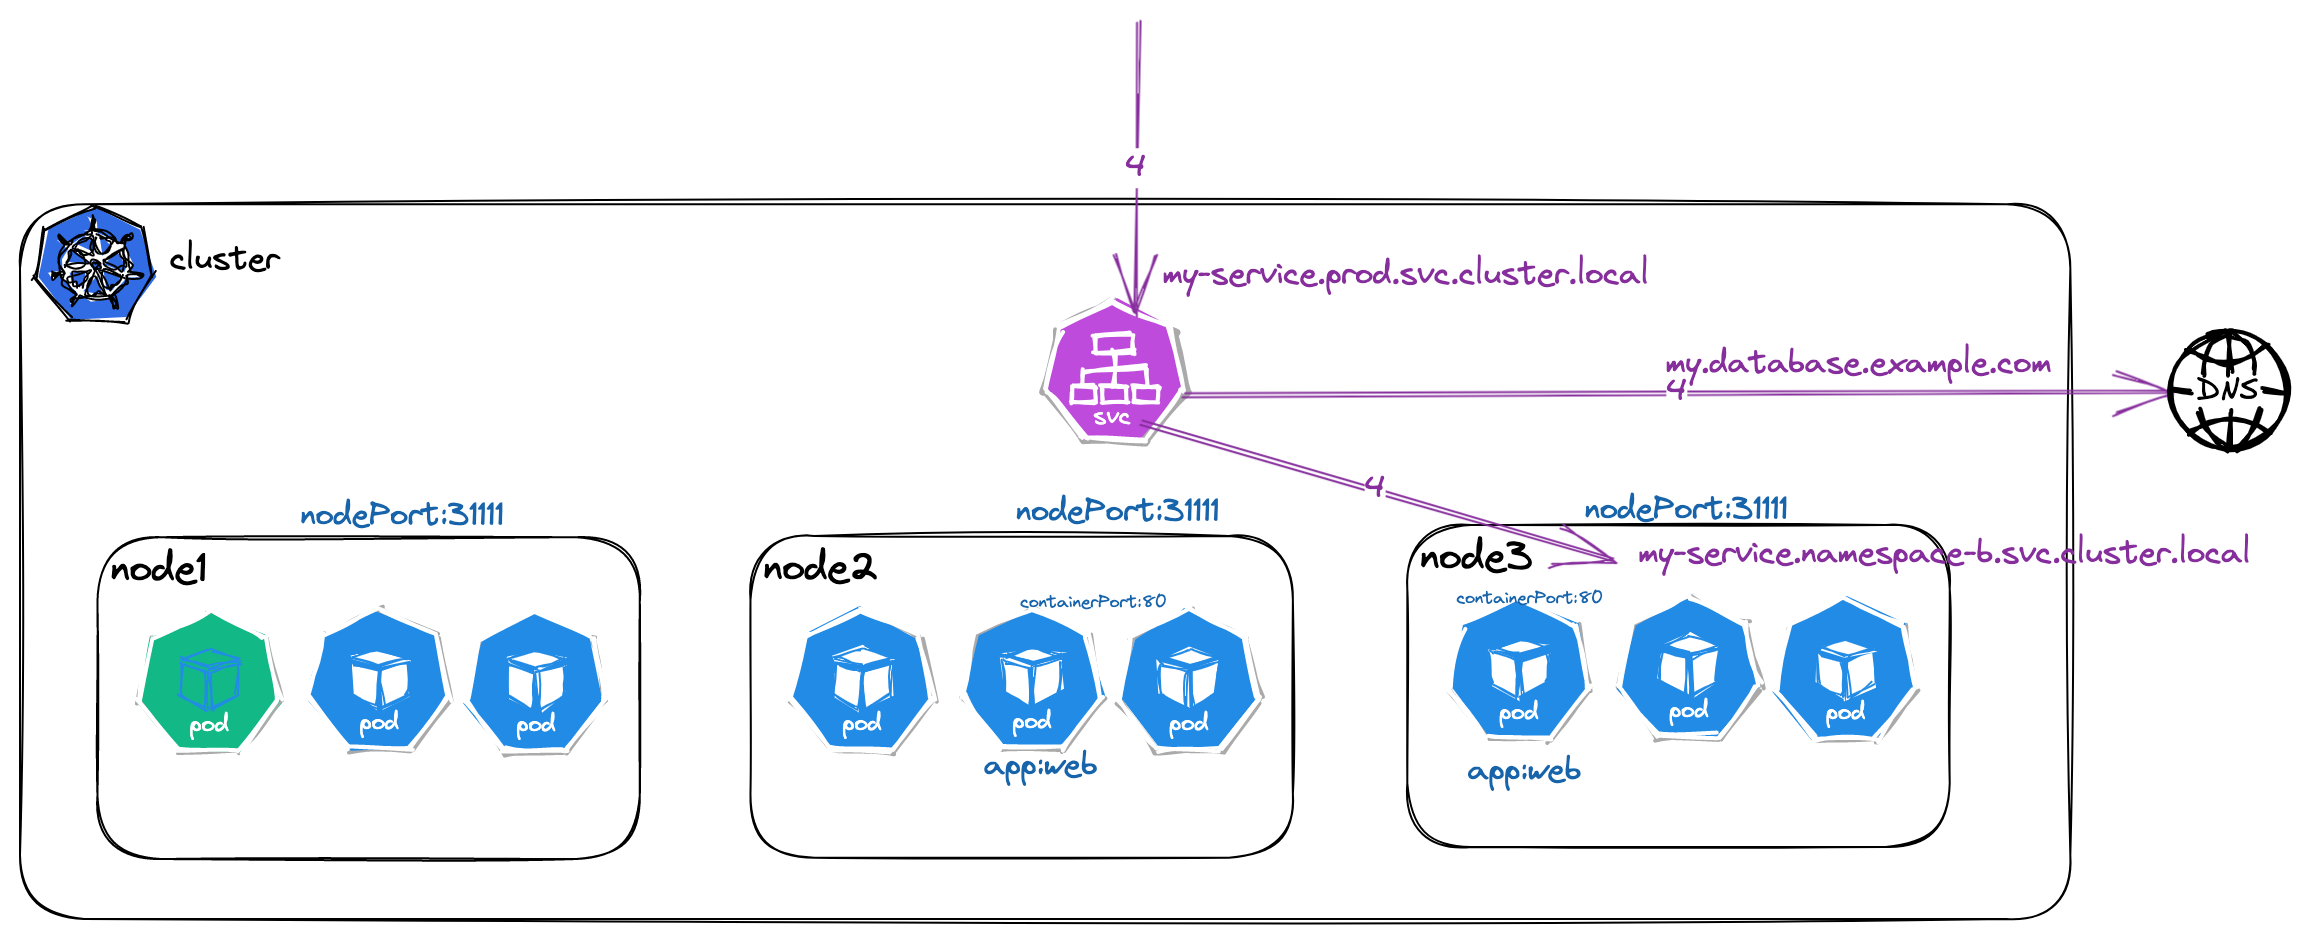 4
cluster
my-service.prod.svc.cluster.local
my.database.example.com
4
DNS
svc
4
nodePort:31111
nodePort:31111
nodePort:31111
node1
node2
node3
my-service.namespace-b.svc.cluster.local
containerPort:80
containerPort:80
pod
pod
pod
pod
pod
pod
pod
pod
pod
app:web
app:web